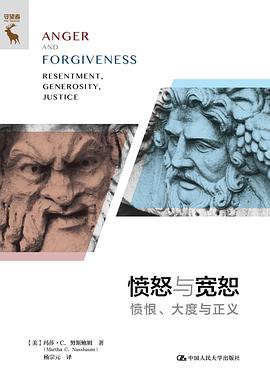 守望者
ANGER
AND
FORGIVENESS
RESENTMENT,
GENEROSITY,
JUSTICE
愤怒与宽恕
愤恨、大度与正义
［美］玛莎·C. 努斯鲍姆 著
（Martha C. Nussbaum）
杨宗元 译
中国人民大学出版社